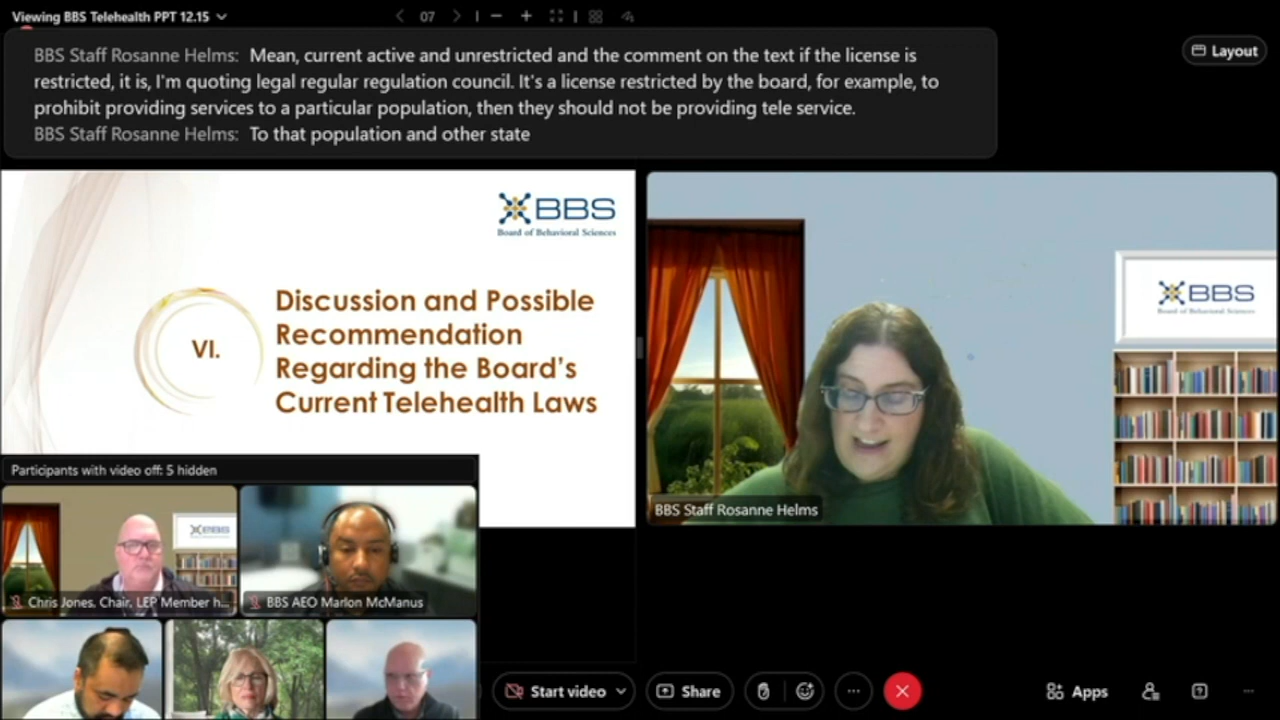 Viewing BBS Telehealth PPT 12.15
07
BBS Staff Rosanne Helms: Mean, current active and unrestricted and the comment on the text if the license is
restricted, it is, I'm quoting legal regular regulation council. It's a license restricted by the board, for example, to
prohibit providing services to a particular population, then they should not be providing tele service.
BBS Staff Rosanne Helms: To that population and other state
Layout
BBS
Board of Behavioral Sciences
VI.
Discussion and Possible
Recommendation
Regarding the Board's
Current Telehealth Laws
BBS
Board of Behavioral Sciences
BBS Staff Rosanne Helms
Participants with video off: 5 hidden
BBS
Chris Jones, Chair, LEP Member h...
BBS AEO Marlon McManus
Start video
Share
Apps